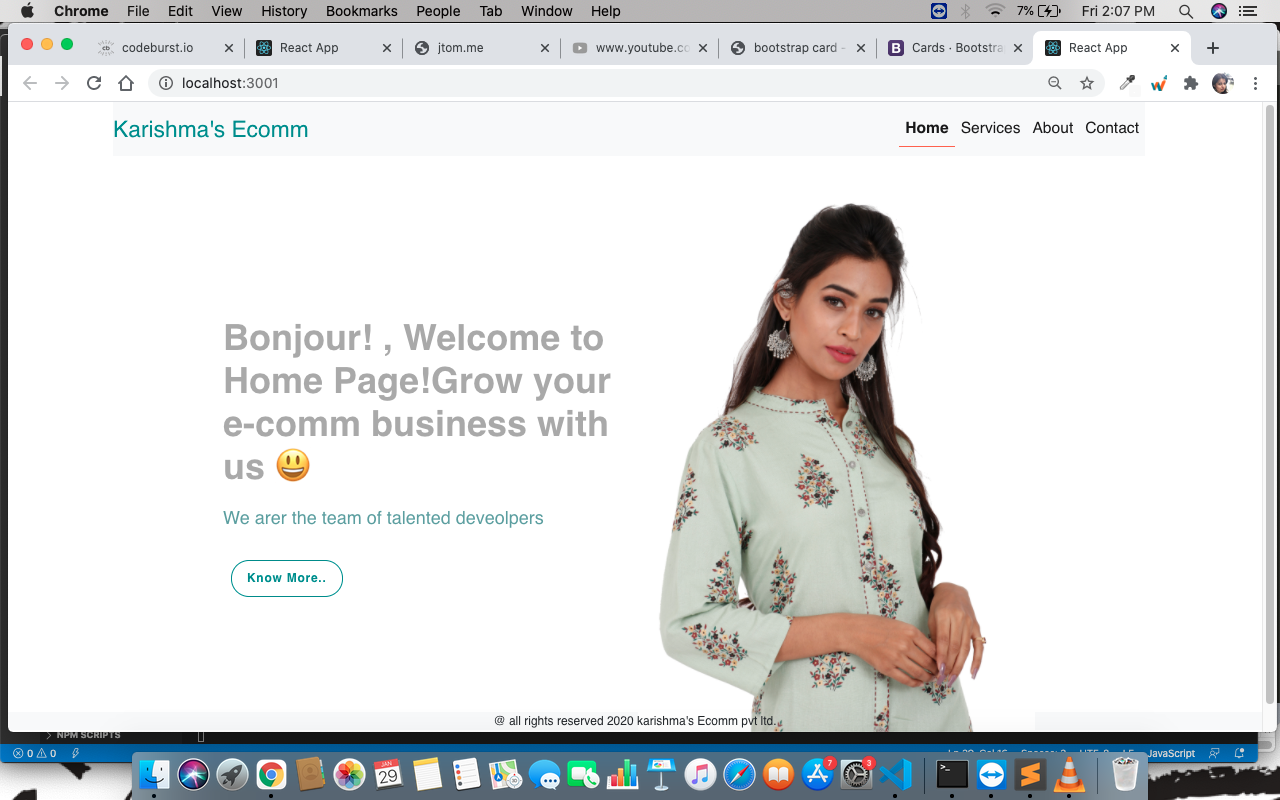 Chrome File Edit View History Bookmarks People Tab Window Help 7% Fri 2:07 PM
codeburst.io React App jtom.me www.youtube.co bootstrap card - Cards · Bootstra React App
localhost:3001
Karishma's Ecomm Home Services About Contact
Bonjour! , Welcome to
Home Page!Grow your
e-comm business with
us 😃
We arer the team of talented deveolpers
Know More..
@ all rights reserved 2020 karishma's Ecomm pvt ltd.
NPM SCRIPTS
0 0 JavaScript
JAN
29
7 3